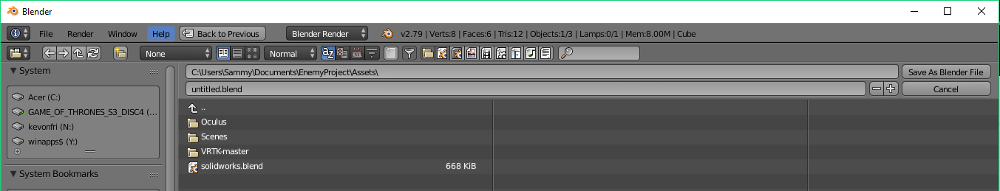 Blender
File Render Window Help Back to Previous Blender Render v2.79 | Verts:8 | Faces:6 | Tris:12 | Objects:1/3 | Lamps:0/1 | Mem:8.00M | Cube
None Normal
System
C:\Users\Sammy\Documents\EnemyProject\Assets\ Save As Blender File
untitled.blend Cancel
Acer (C:)
GAME_OF_THRONES_S3_DISC4 (...
kevonfri (N:)
winapps$ (Y:)
System Bookmarks
..
Oculus
Scenes
VRTK-master
solidworks.blend 668 KiB